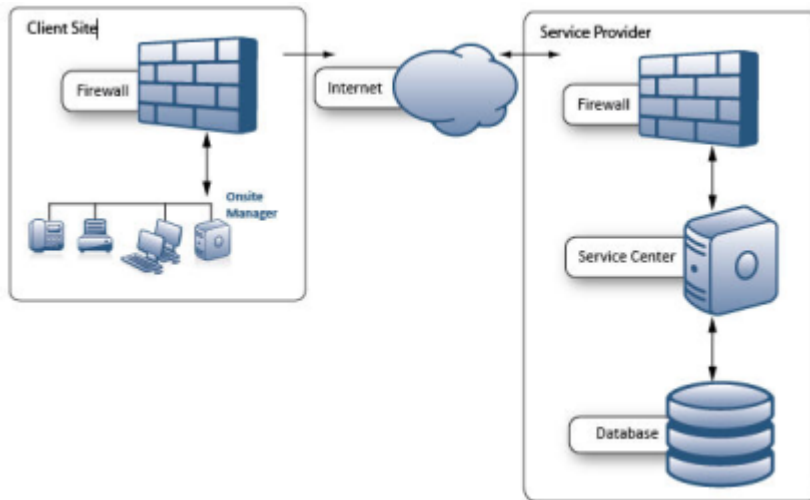 Client Site
Firewall
Onsite
Manager
Internet
Service Provider
Firewall
Service Center
Database